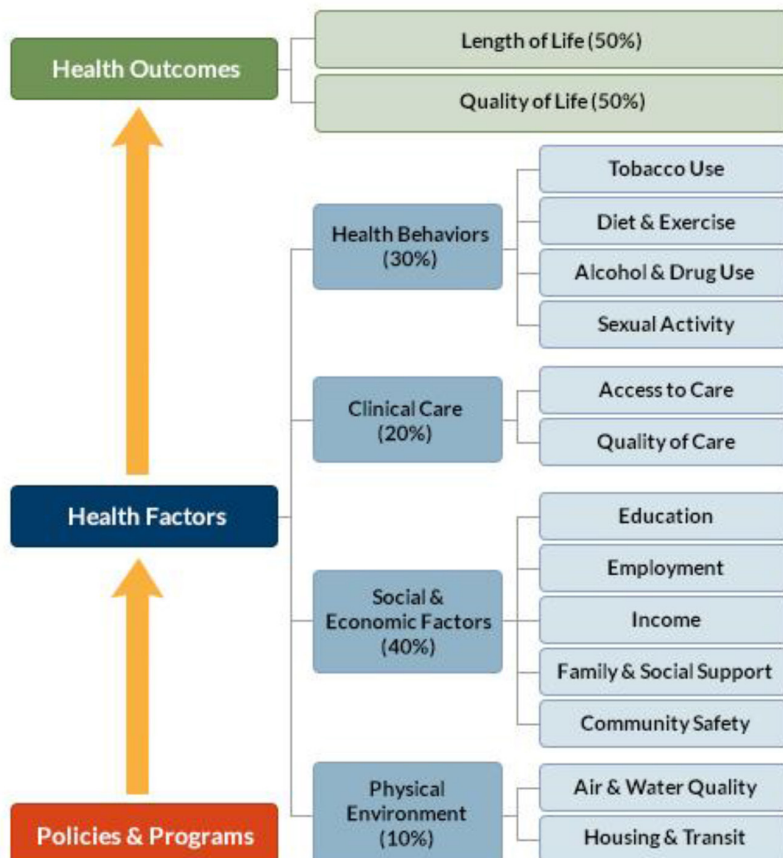 Health Outcomes
Length of Life (50%)
Quality of Life (50%)
Health Factors
Health Behaviors
(30%)
Tobacco Use
Diet & Exercise
Alcohol & Drug Use
Sexual Activity
Clinical Care
(20%)
Access to Care
Quality of Care
Social &
Economic Factors
(40%)
Education
Employment
Income
Family & Social Support
Community Safety
Physical
Environment
(10%)
Air & Water Quality
Housing & Transit
Policies & Programs